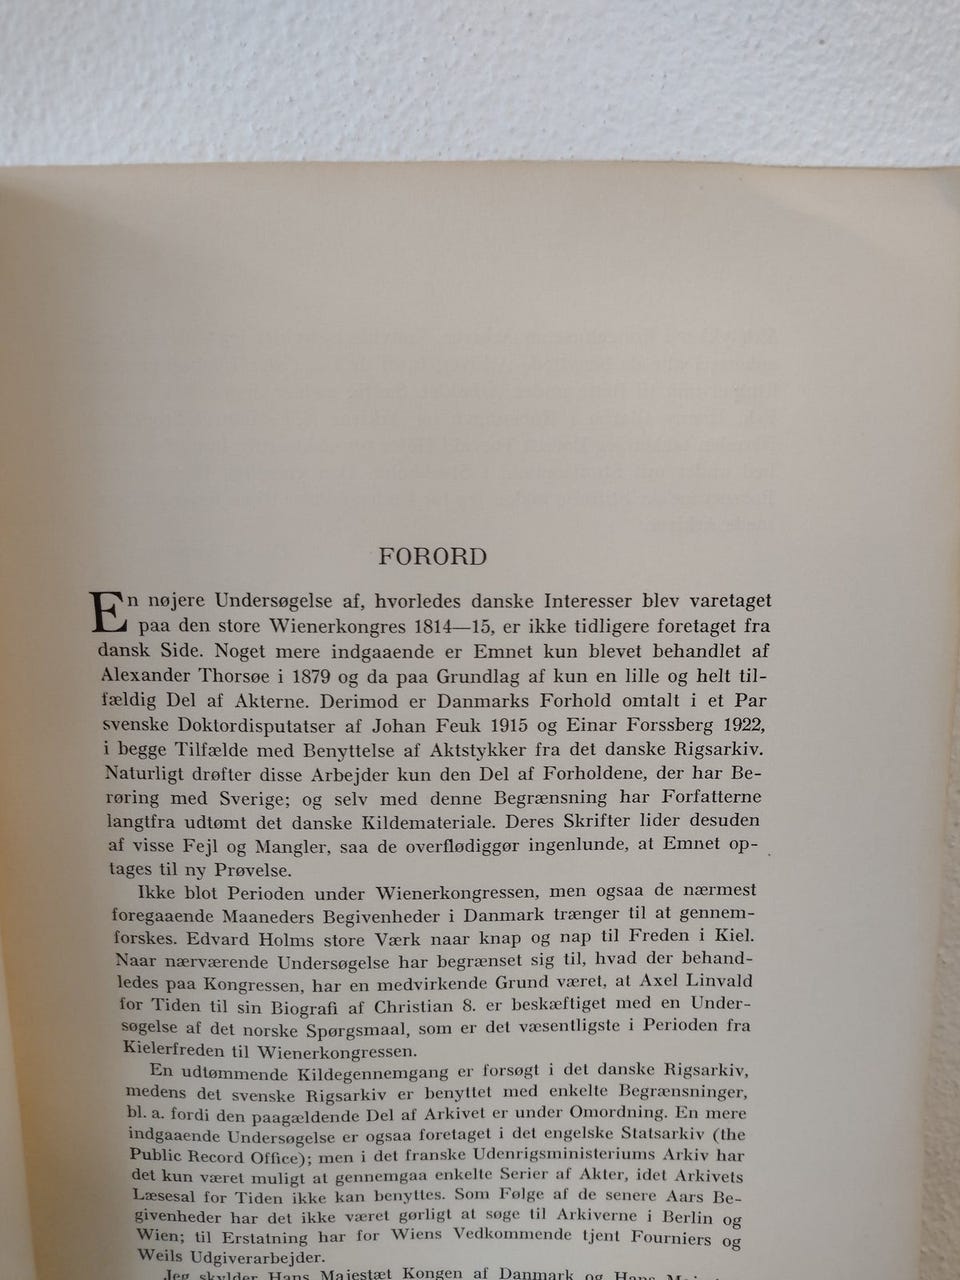 FORORD
En nøjere Undersøgelse af, hvorledes danske Interesser blev varetaget
paa den store Wienerkongres 1814—15, er ikke tidligere foretaget fra
dansk Side. Noget mere indgaaende er Emnet kun blevet behandlet af
Alexander Thorsøe i 1879 og da paa Grundlag af kun en lille og helt til-
fældig Del af Akterne. Derimod er Danmarks Forhold omtalt i et Par
svenske Doktordisputatser af Johan Feuk 1915 og Einar Forssberg 1922,
i begge Tilfælde med Benyttelse af Aktstykker fra det danske Rigsarkiv.
Naturligt drøfter disse Arbejder kun den Del af Forholdene, der har Be-
røring med Sverige; og selv med denne Begrænsning har Forfatterne
langtfra udtømt det danske Kildemateriale. Deres Skrifter lider desuden
af visse Fejl og Mangler, saa de overflødiggør ingenlunde, at Emnet op-
tages til ny Prøvelse.
Ikke blot Perioden under Wienerkongressen, men ogsaa de nærmest
foregaaende Maaneders Begivenheder i Danmark trænger til at gennem-
forskes. Edvard Holms store Værk naar knap og nap til Freden i Kiel.
Naar nærværende Undersøgelse har begrænset sig til, hvad der behand-
ledes paa Kongressen, har en medvirkende Grund været, at Axel Linvald
for Tiden til sin Biografi af Christian 8. er beskæftiget med en Under-
søgelse af det norske Spørgsmaal, som er det væsentligste i Perioden fra
Kielerfreden til Wienerkongressen.
En udtømmende Kildegennemgang er forsøgt i det danske Rigsarkiv,
medens det svenske Rigsarkiv er benyttet med enkelte Begrænsninger,
bl. a. fordi den paagældende Del af Arkivet er under Omordning. En mere
indgaaende Undersøgelse er ogsaa foretaget i det engelske Statsarkiv (the
Public Record Office); men i det franske Udenrigsministeriums Arkiv har
det kun været muligt at gennemgaa enkelte Serier af Akter, idet Arkivets
Læsesal for Tiden ikke kan benyttes. Som Følge af de senere Aars Be-
givenheder har det ikke været gørligt at søge til Arkiverne i Berlin og
Wien; til Erstatning har for Wiens Vedkommende tjent Fourniers og
Weils Udgiverarbejder.
Jeg skylder Hans Majestæt Kongen af Danmark og Hans